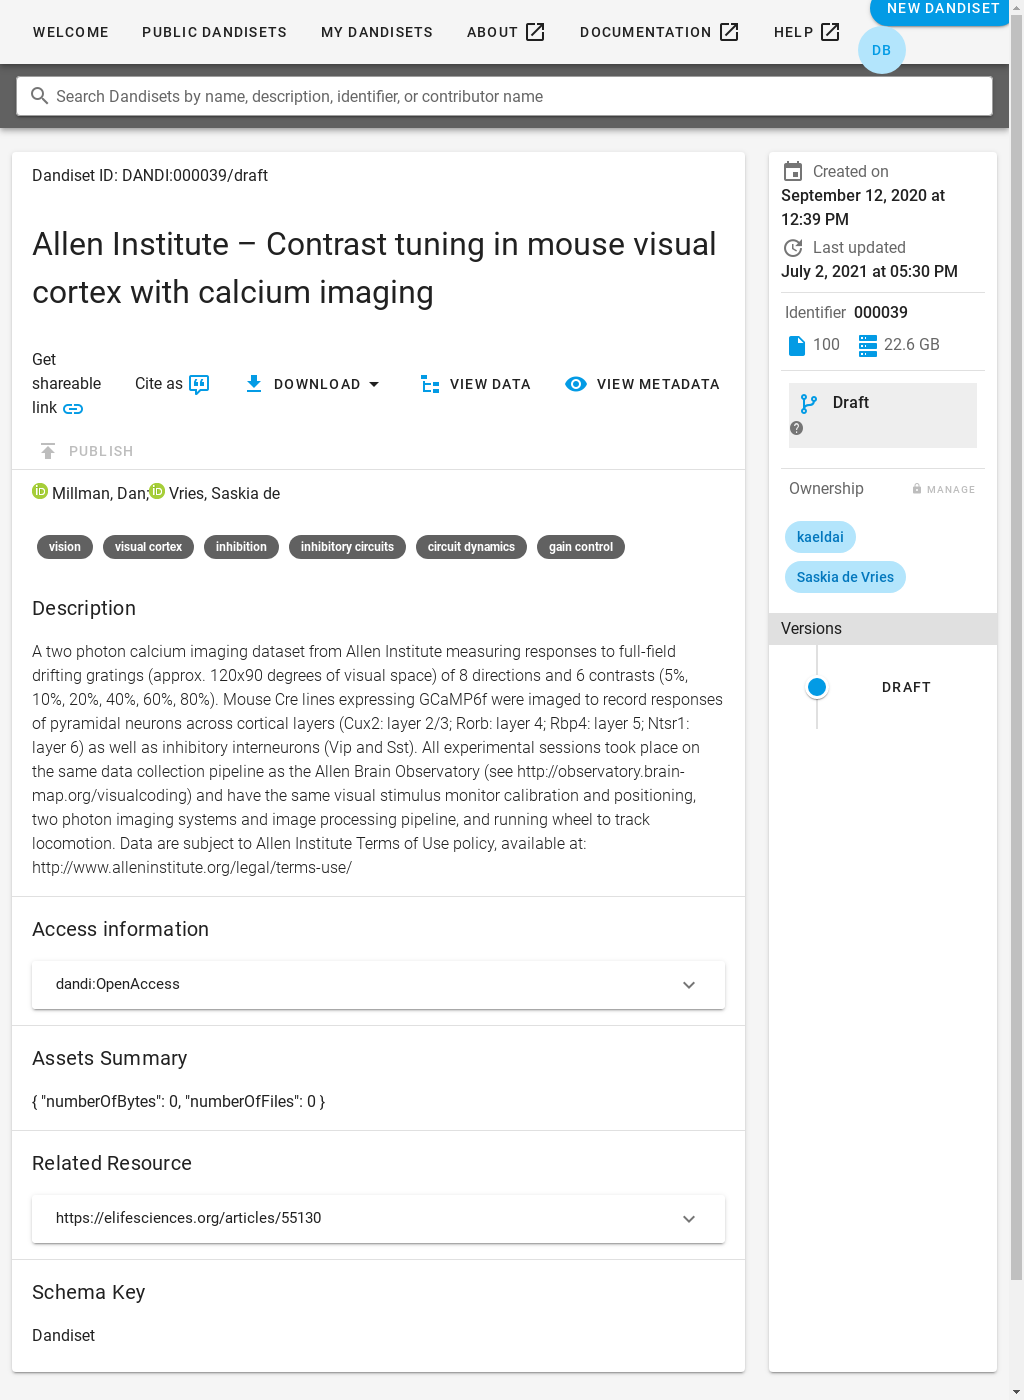 WELCOME
PUBLIC DANDISETS
MY DANDISETS
ABOUT
DOCUMENTATION
HELP
NEW DANDISET
DB
Search Dandisets by name, description, identifier, or contributor name
Dandiset ID: DANDI:000039/draft
Allen Institute – Contrast tuning in mouse visual
cortex with calcium imaging
Get
shareable
link
Cite as
DOWNLOAD
VIEW DATA
VIEW METADATA
PUBLISH
Millman, Dan; Vries, Saskia de
vision
visual cortex
inhibition
inhibitory circuits
circuit dynamics
gain control
Description
A two photon calcium imaging dataset from Allen Institute measuring responses to full-field
drifting gratings (approx. 120x90 degrees of visual space) of 8 directions and 6 contrasts (5%,
10%, 20%, 40%, 60%, 80%). Mouse Cre lines expressing GCaMP6f were imaged to record responses
of pyramidal neurons across cortical layers (Cux2: layer 2/3; Rorb: layer 4; Rbp4: layer 5; Ntsr1:
layer 6) as well as inhibitory interneurons (Vip and Sst). All experimental sessions took place on
the same data collection pipeline as the Allen Brain Observatory (see http://observatory.brain-
map.org/visualcoding) and have the same visual stimulus monitor calibration and positioning,
two photon imaging systems and image processing pipeline, and running wheel to track
locomotion. Data are subject to Allen Institute Terms of Use policy, available at:
http://www.alleninstitute.org/legal/terms-use/
Access information
dandi:OpenAccess
Assets Summary
{ "numberOfBytes": 0, "numberOfFiles": 0 }
Related Resource
https://elifesciences.org/articles/55130
Schema Key
Dandiset
Created on
September 12, 2020 at
12:39 PM
Last updated
July 2, 2021 at 05:30 PM
Identifier 000039
100
22.6 GB
Draft
Ownership
MANAGE
kaeldai
Saskia de Vries
Versions
DRAFT